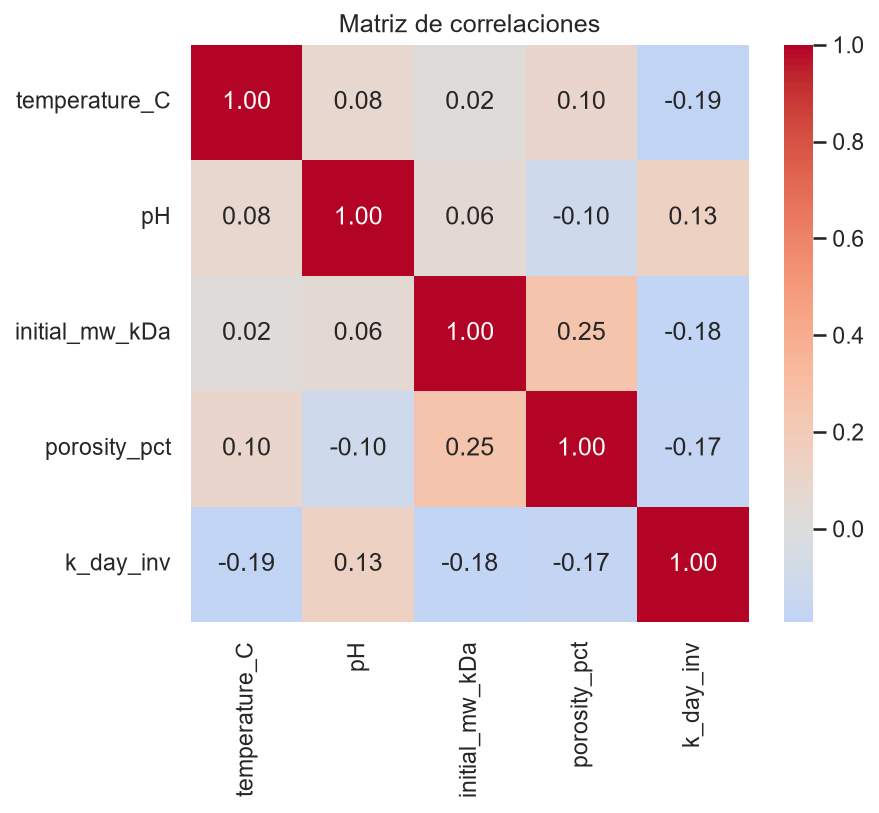 Matriz de correlaciones
temperature_C 1.00 0.08 0.02 0.10 -0.19
pH 0.08 1.00 0.06 -0.10 0.13
initial_mw_kDa 0.02 0.06 1.00 0.25 -0.18
porosity_pct 0.10 -0.10 0.25 1.00 -0.17
k_day_inv -0.19 0.13 -0.18 -0.17 1.00
temperature_C
pH
initial_mw_kDa
porosity_pct
k_day_inv
1.0
0.8
0.6
0.4
0.2
0.0